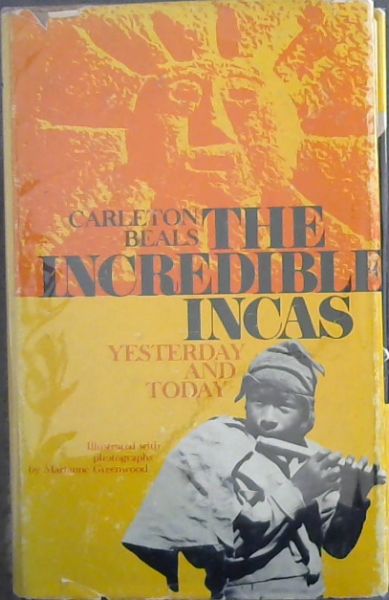 CARLETON
BEALS
THE
INCREDIBLE
INCAS
YESTERDAY
AND
TODAY
Illustrated with
photographs
by Marianne Greenwood